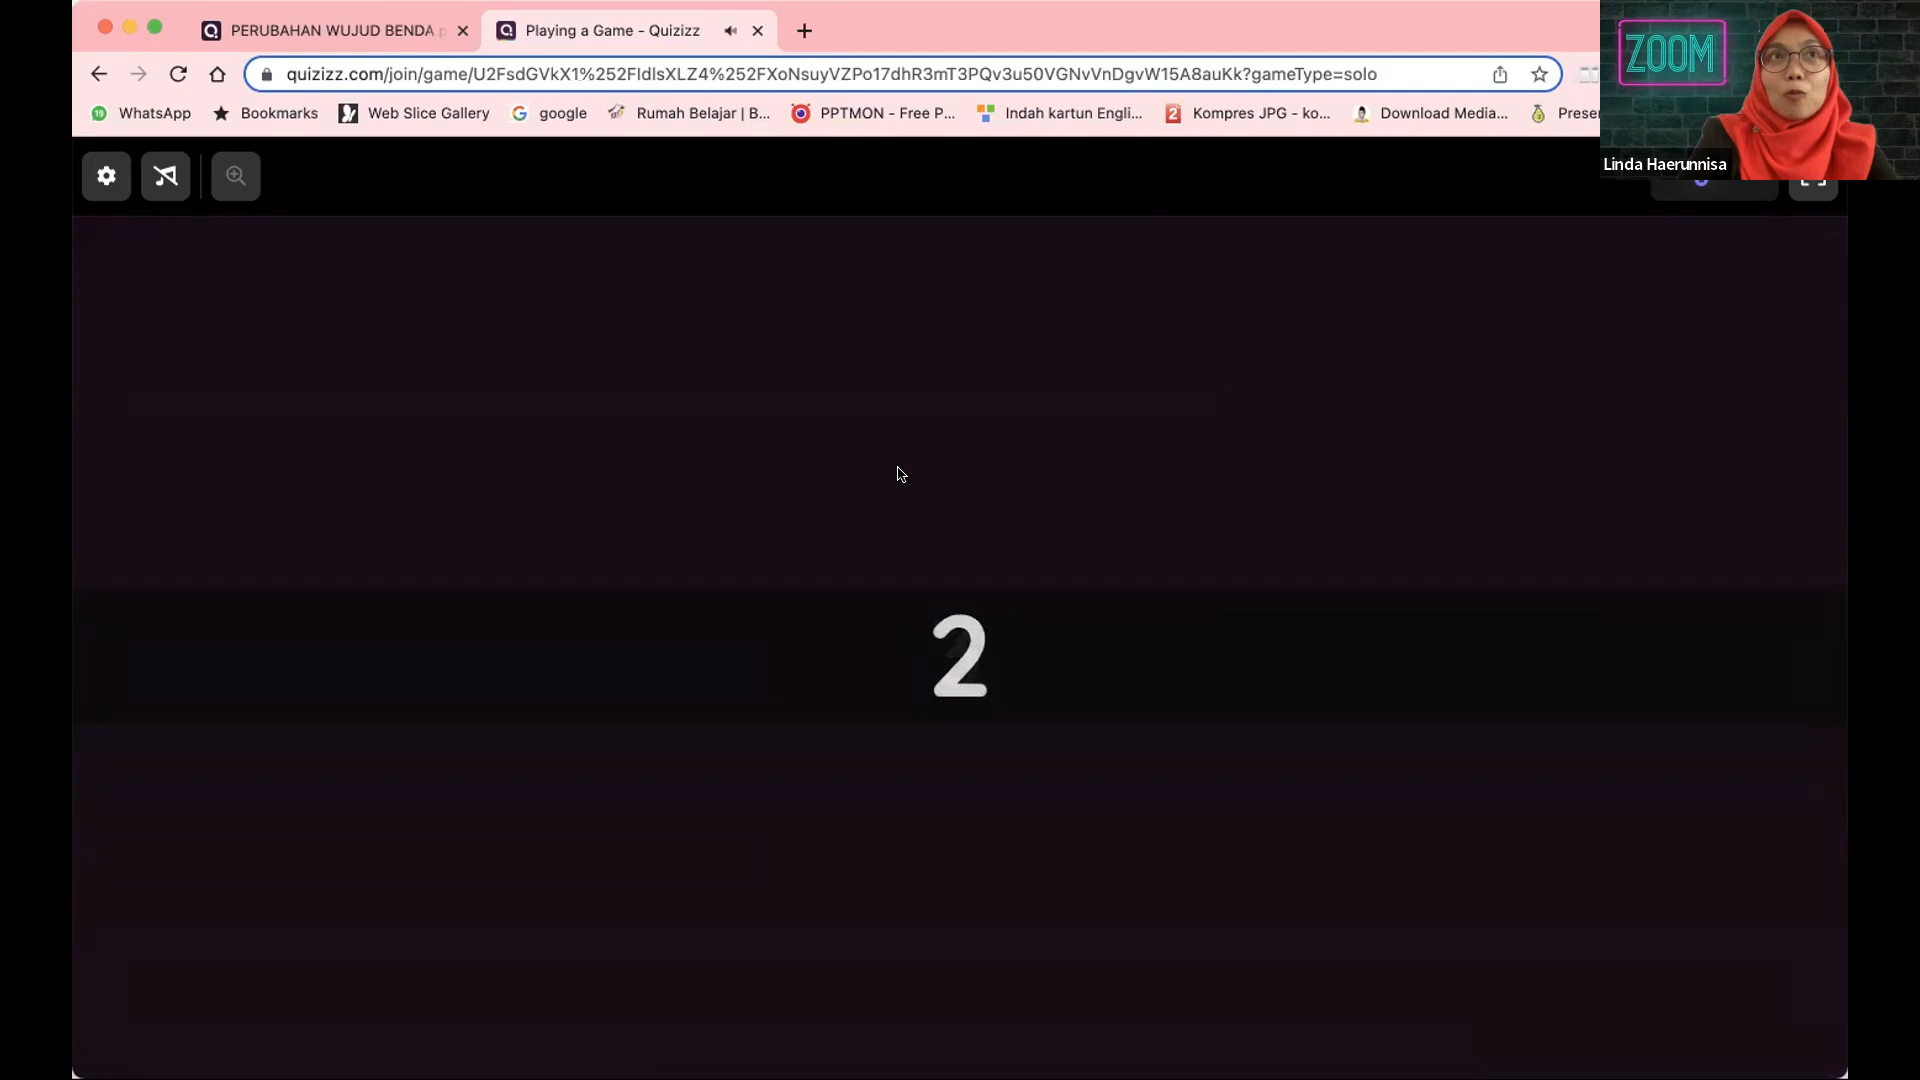 PERUBAHAN WUJUD BENDA
Playing a Game - Quizizz
quizizz.com/join/game/U2FsdGVkX1%252FIdIsXLZ4%252FXoNsuyVZPo17dhR3mT3PQv3u50VGNvVnDgvW15A8auKk?gameType=solo
WhatsApp
Bookmarks
Web Slice Gallery
google
Rumah Belajar | B...
PPTMON - Free P...
Indah kartun Engli...
Kompres JPG - ko...
Download Media...
ZOOM
Linda Haerunnisa
2